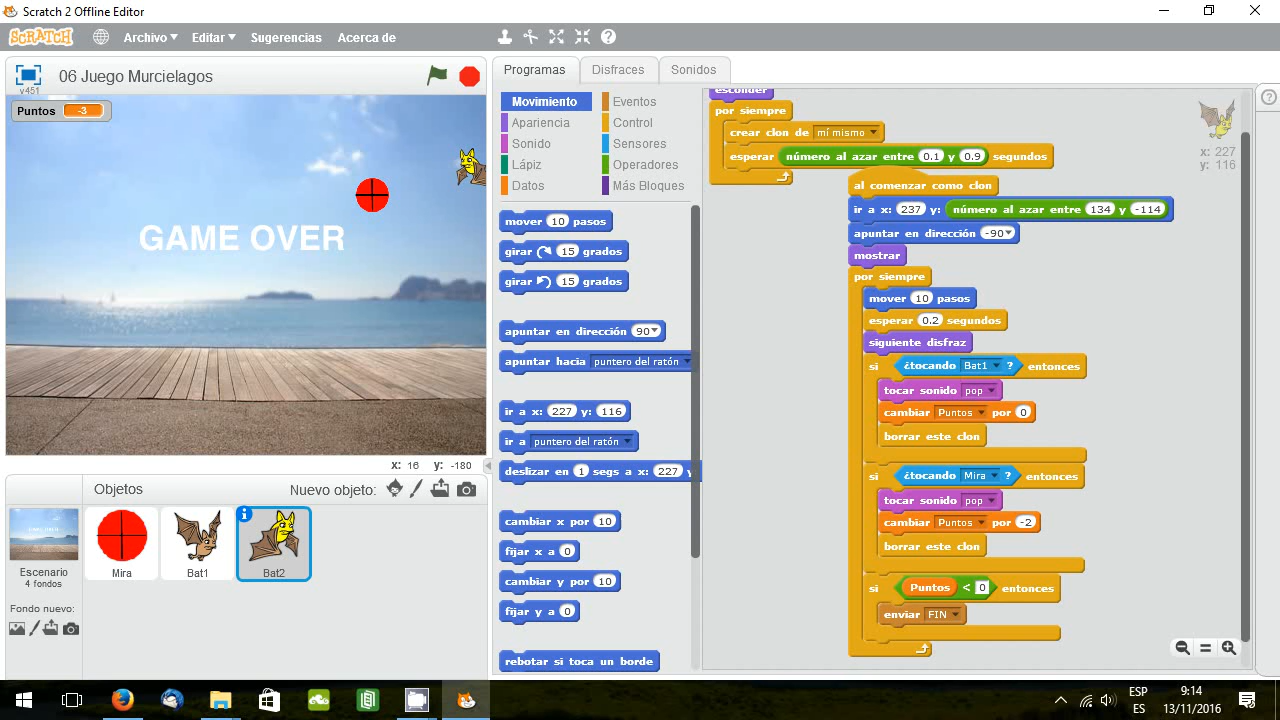 Scratch 2 Offline Editor
SCRATCH Archivo Editar Sugerencias Acerca de
v451 06 Juego Murcielagos
Puntos -3
GAME OVER
x: 16 y: -180
Objetos Nuevo objeto:
Escenario
4 fondos
Fondo nuevo:
GAME OVER
Mira
Bat1
Bat2
Programas Disfraces Sonidos
Movimiento Eventos
Apariencia Control
Sonido Sensores
Lápiz Operadores
Datos Más Bloques
mover 10 pasos
girar 15 grados
girar 15 grados
apuntar en dirección 90
apuntar hacia puntero del ratón
ir a x: 227 y: 116
ir a puntero del ratón
deslizar en 1 segs a x: 227 y
cambiar x por 10
fijar x a 0
cambiar y por 10
fijar y a 0
rebotar si toca un borde
esconder
por siempre
crear clon de mí mismo
esperar número al azar entre 0.1 y 0.9 segundos
al comenzar como clon
ir a x: 237 y: número al azar entre 134 y -114
apuntar en dirección -90
mostrar
por siempre
mover 10 pasos
esperar 0.2 segundos
siguiente disfraz
si ¿tocando Bat1 ? entonces
tocar sonido pop
cambiar Puntos por 0
borrar este clon
si ¿tocando Mira ? entonces
tocar sonido pop
cambiar Puntos por -2
borrar este clon
si Puntos < 0 entonces
enviar FIN
x: 227
y: 116
ESP
ES
9:14
13/11/2016